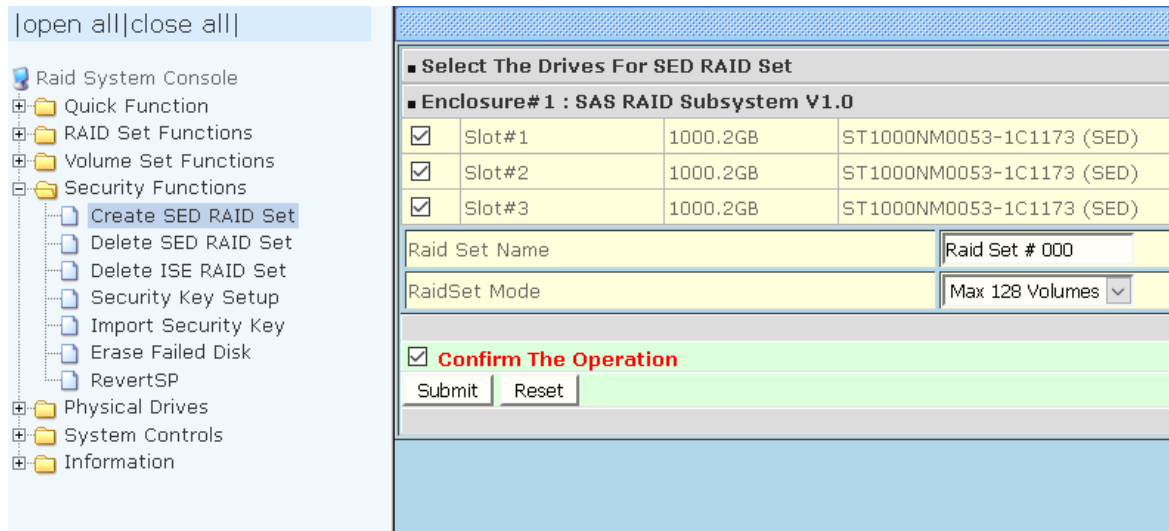 |open all|close all|
Raid System Console
Quick Function
RAID Set Functions
Volume Set Functions
Security Functions
Create SED RAID Set
Delete SED RAID Set
Delete ISE RAID Set
Security Key Setup
Import Security Key
Erase Failed Disk
RevertSP
Physical Drives
System Controls
Information
Select The Drives For SED RAID Set
Enclosure#1 : SAS RAID Subsystem V1.0
Slot#1 1000.2GB ST1000NM0053-1C1173 (SED)
Slot#2 1000.2GB ST1000NM0053-1C1173 (SED)
Slot#3 1000.2GB ST1000NM0053-1C1173 (SED)
Raid Set Name Raid Set # 000
RaidSet Mode Max 128 Volumes
Confirm The Operation
Submit Reset